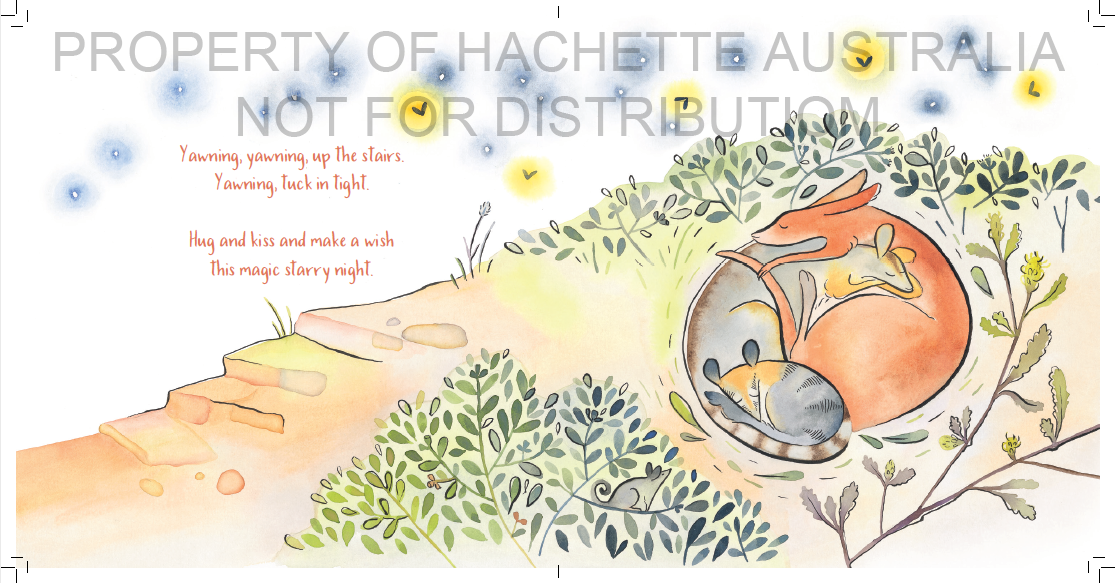 PROPERTY OF HACHETTE AUSTRALIA
NOT FOR DISTRIBUTIOM
Yawning, yawning, up the stairs.
Yawning, tuck in tight.
Hug and kiss and make a wish
this magic starry night.